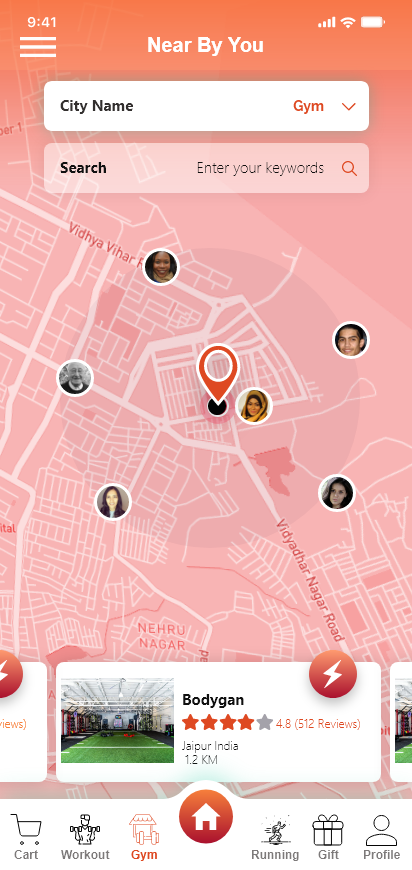 9:41
Near By You
City Name Gym
Search Enter your keywords
Vidhya Vihar R
Vidyadhar Nagar Road
NEHRU
NAGAR
Bodygan
4.8 (512 Reviews)
Jaipur India
1.2 KM
Cart Workout Gym Running Gift Profile